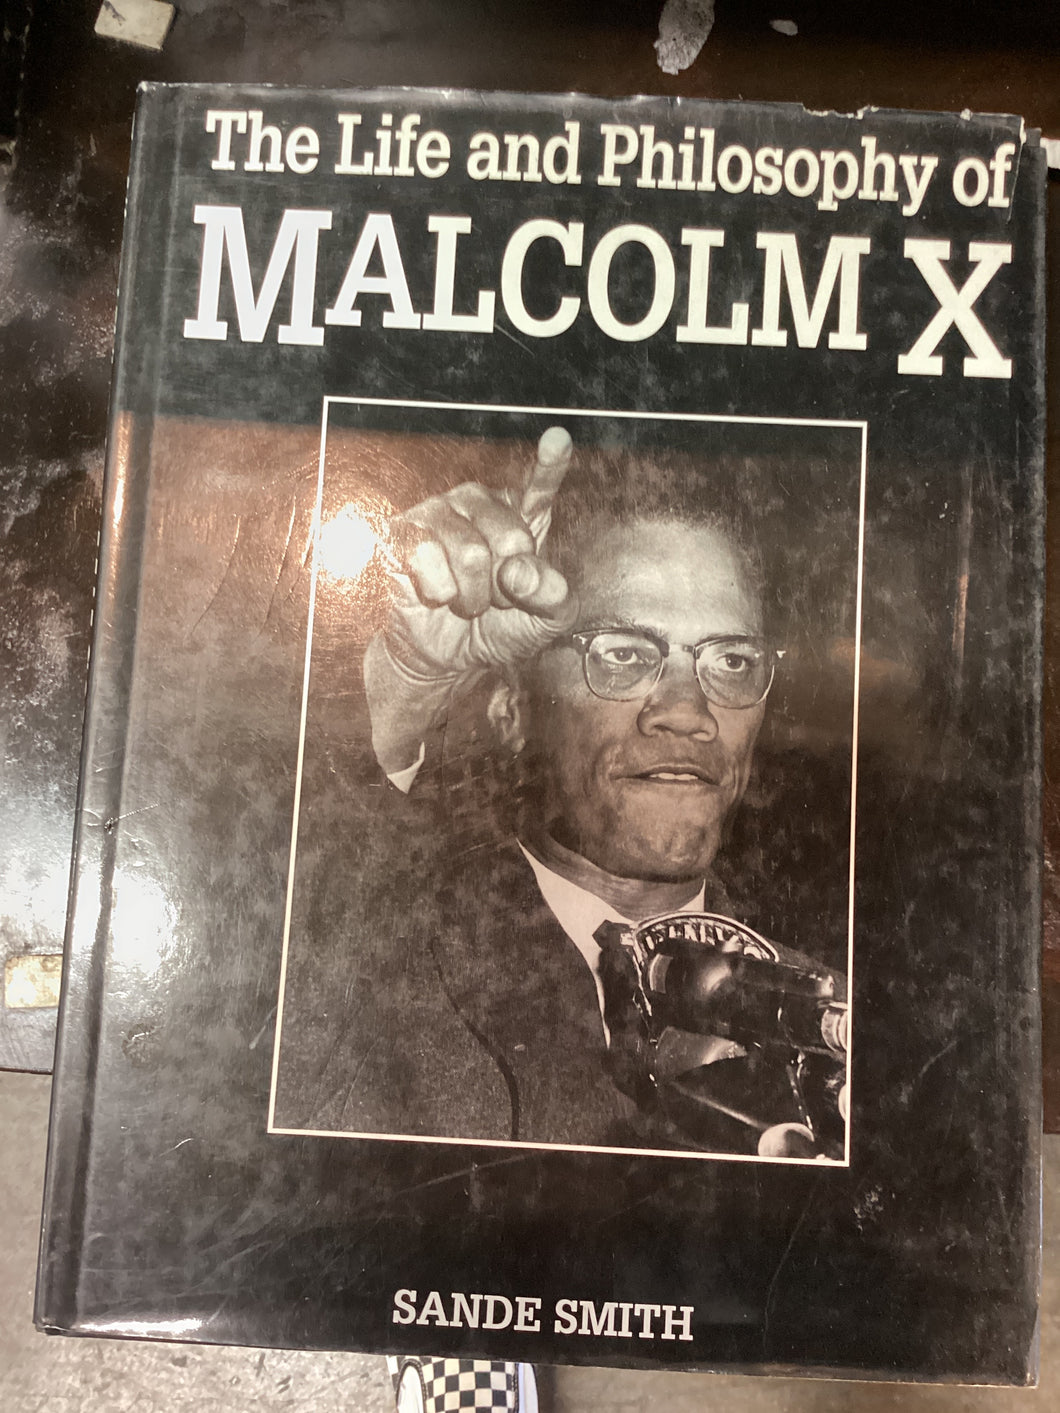 The Life and Philosophy of
MALCOLM X
SANDE SMITH